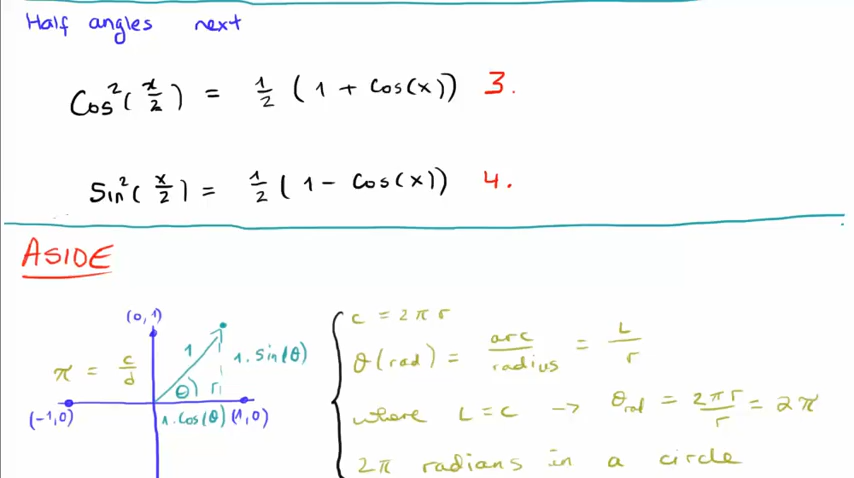 Half angles next
Cos²(x/2) = 1/2 (1 + Cos(x)) 3.
Sin²(x/2) = 1/2 (1 - Cos(x)) 4.
ASIDE
(0,1)
π = c/d
1
1.Sin(θ)
θ
(-1,0)
1.Cos(θ)
(1,0)
c = 2πr
θ(rad) = arc/radius = L/r
where L = C → θrad = 2πr/r = 2π
2π radians in a circle